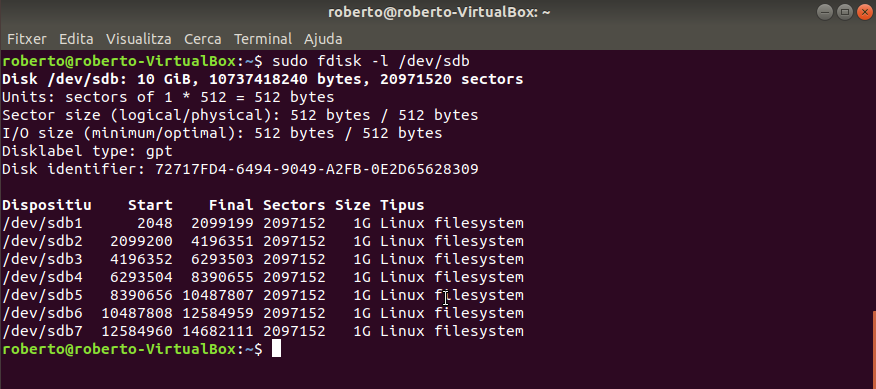 roberto@roberto-VirtualBox: ~
Fitxer Edita Visualitza Cerca Terminal Ajuda
roberto@roberto-VirtualBox:~$ sudo fdisk -l /dev/sdb
Disk /dev/sdb: 10 GiB, 10737418240 bytes, 20971520 sectors
Units: sectors of 1 * 512 = 512 bytes
Sector size (logical/physical): 512 bytes / 512 bytes
I/O size (minimum/optimal): 512 bytes / 512 bytes
Disklabel type: gpt
Disk identifier: 72717FD4-6494-9049-A2FB-0E2D65628309
Dispositiu Start Final Sectors Size Tipus
/dev/sdb1 2048 2099199 2097152 1G Linux filesystem
/dev/sdb2 2099200 4196351 2097152 1G Linux filesystem
/dev/sdb3 4196352 6293503 2097152 1G Linux filesystem
/dev/sdb4 6293504 8390655 2097152 1G Linux filesystem
/dev/sdb5 8390656 10487807 2097152 1G Linux filesystem
/dev/sdb6 10487808 12584959 2097152 1G Linux filesystem
/dev/sdb7 12584960 14682111 2097152 1G Linux filesystem
roberto@roberto-VirtualBox:~$